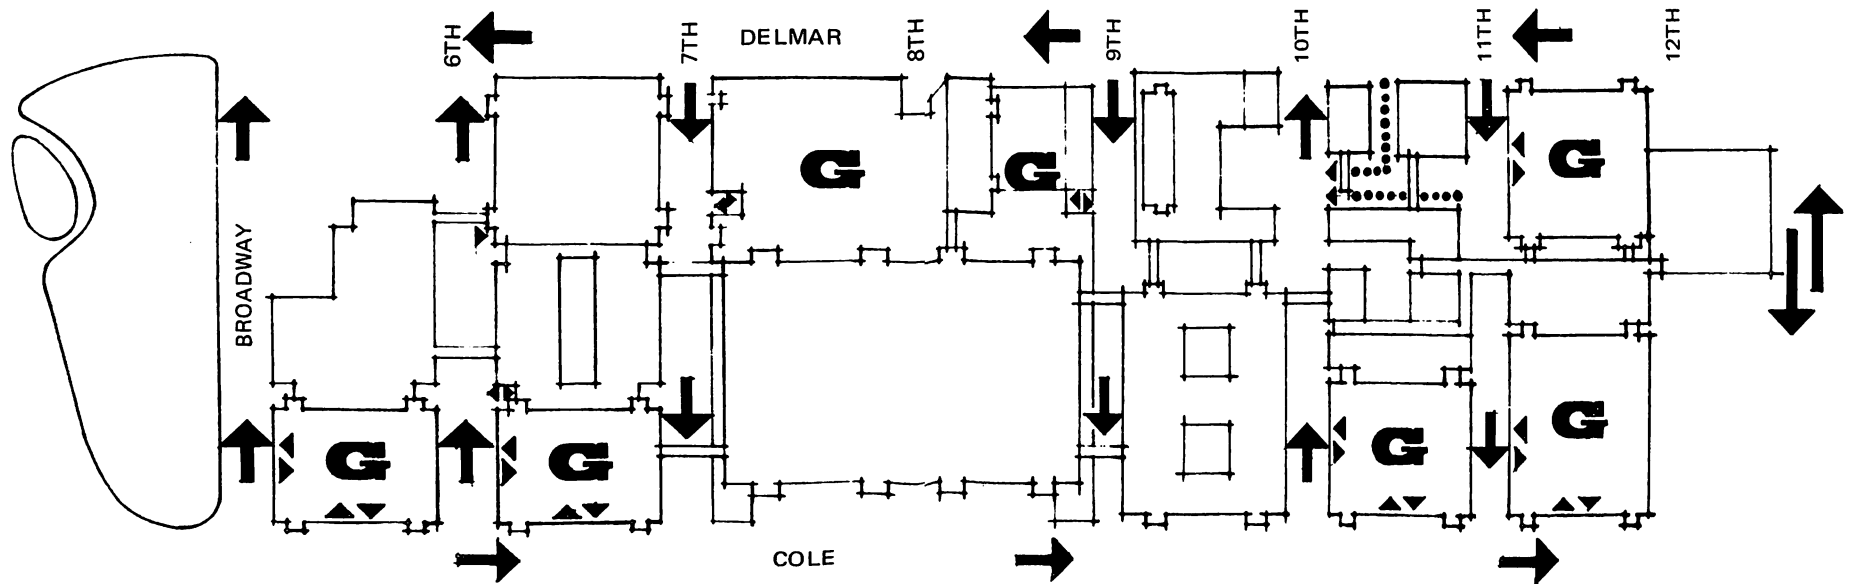 6TH
7TH
DELMAR
8TH
9TH
10TH
11TH
12TH
G
G
G
BROADWAY
G
G
G
G
COLE